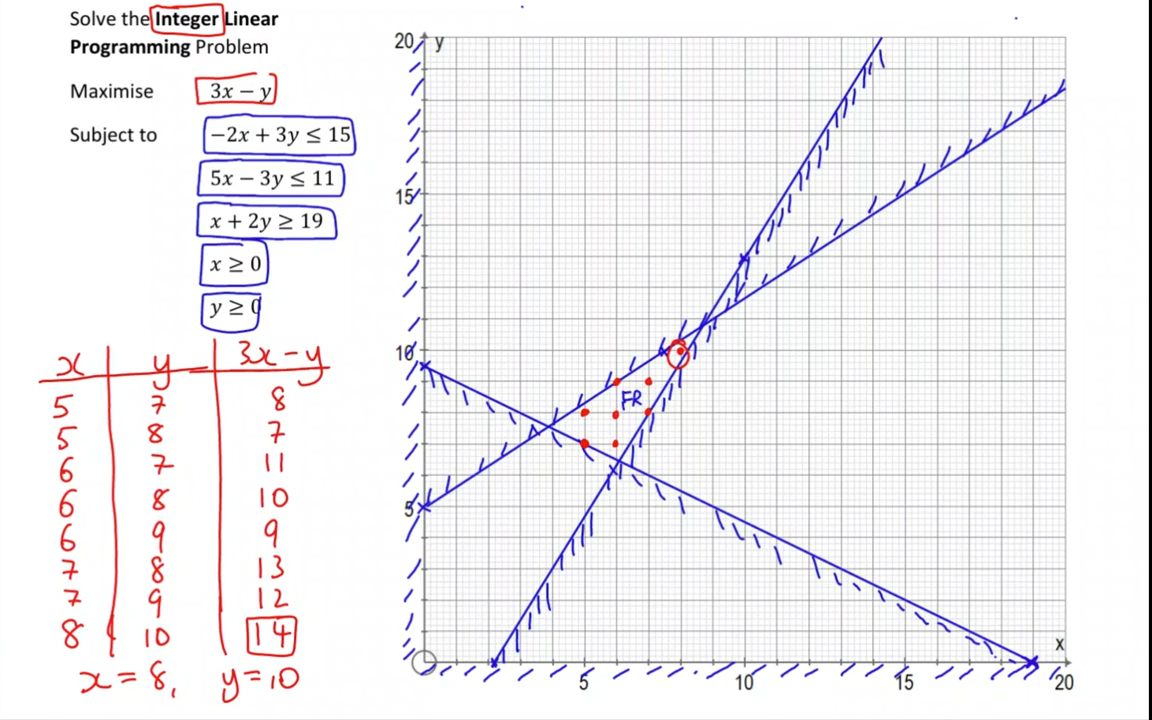 Solve the Integer Linear
Programming Problem
Maximise 3x − y
Subject to −2x + 3y ≤ 15
5x − 3y ≤ 11
x + 2y ≥ 19
x ≥ 0
y ≥ 0
x y 3x − y
5 7 8
5 8 7
6 7 11
6 8 10
6 9 9
7 8 13
7 9 12
8 10 14
x = 8, y = 10
20 y
15
10
FR
5
x
5 10 15 20